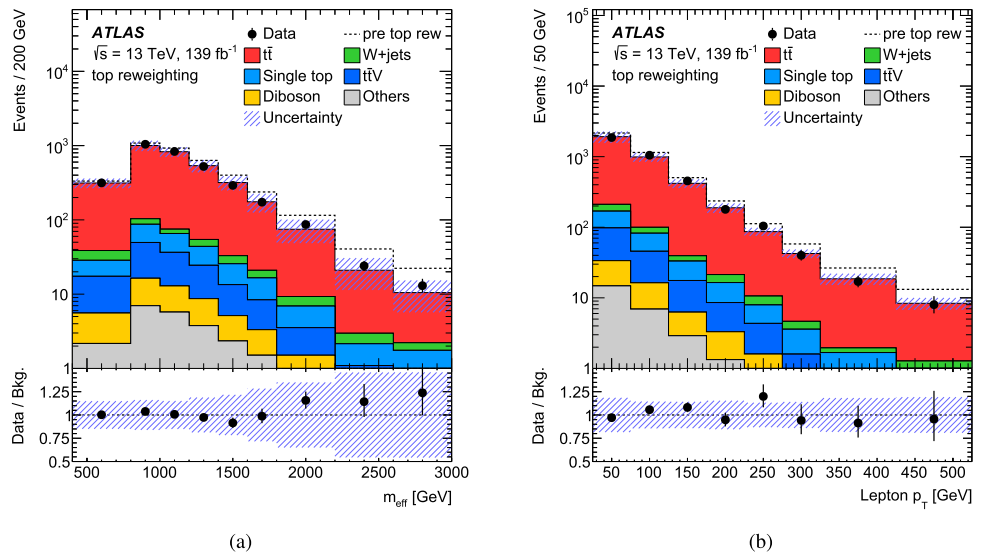 Events / 200 GeV
10⁴
10³
10²
10
1
ATLAS
√s = 13 TeV, 139 fb⁻¹
top reweighting
Data
pre top rew
tt̄
W+jets
Single top
tt̄V
Diboson
Others
Uncertainty
Data / Bkg.
1.25
1
0.75
0.5
500 1000 1500 2000 2500 3000
m_eff [GeV]
(a)
Events / 50 GeV
10⁵
10⁴
10³
10²
10
1
ATLAS
√s = 13 TeV, 139 fb⁻¹
top reweighting
Data
pre top rew
tt̄
W+jets
Single top
tt̄V
Diboson
Others
Uncertainty
Data / Bkg.
1.25
1
0.75
0.5
50 100 150 200 250 300 350 400 450 500
Lepton p_T [GeV]
(b)